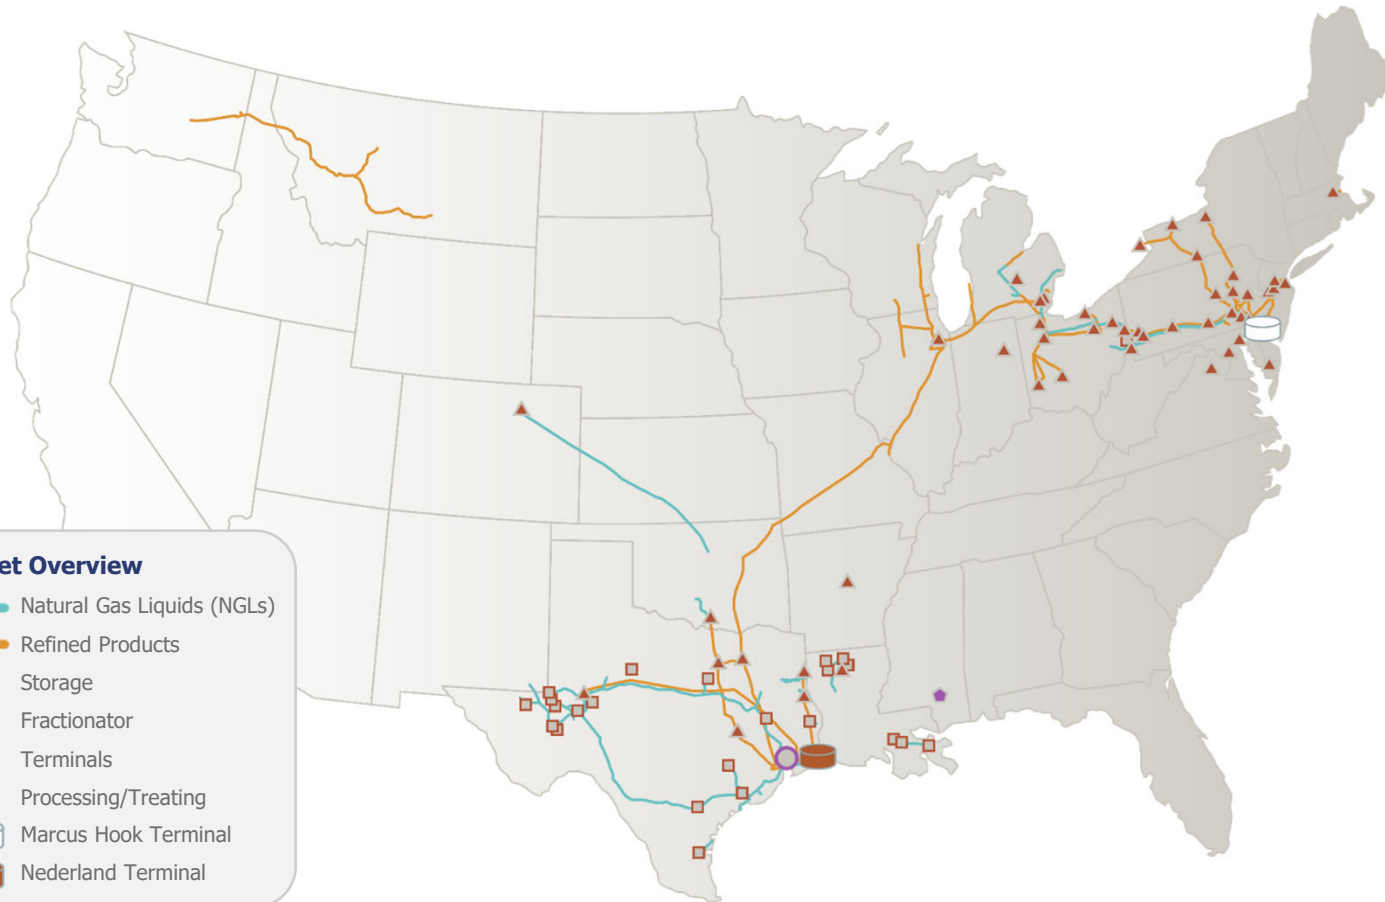 et Overview
Natural Gas Liquids (NGLs)
Refined Products
Storage
Fractionator
Terminals
Processing/Treating
Marcus Hook Terminal
Nederland Terminal